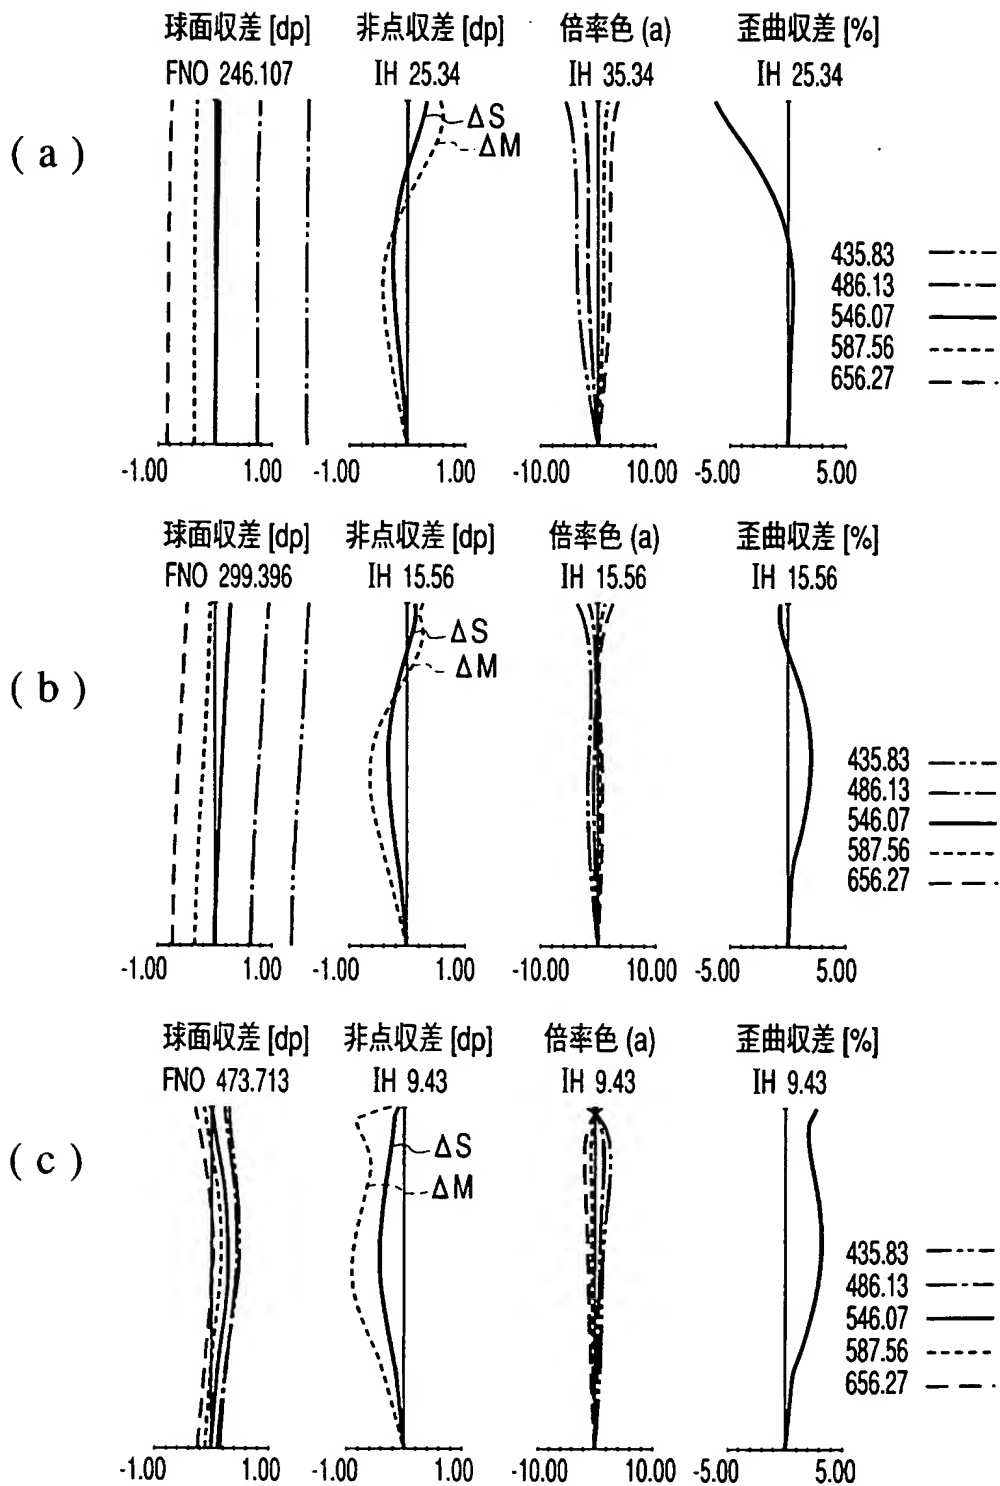 球面収差 [dp] 非点収差 [dp] 倍率色 (a) 歪曲収差 [%]
FNO 246.107 IH 25.34 IH 35.34 IH 25.34
(a)
ΔS
ΔM
435.83
486.13
546.07
587.56
656.27
-1.00 1.00 -1.00 1.00 -10.00 10.00 -5.00 5.00
球面収差 [dp] 非点収差 [dp] 倍率色 (a) 歪曲収差 [%]
FNO 299.396 IH 15.56 IH 15.56 IH 15.56
(b)
ΔS
ΔM
435.83
486.13
546.07
587.56
656.27
-1.00 1.00 -1.00 1.00 -10.00 10.00 -5.00 5.00
球面収差 [dp] 非点収差 [dp] 倍率色 (a) 歪曲収差 [%]
FNO 473.713 IH 9.43 IH 9.43 IH 9.43
(c)
ΔS
ΔM
435.83
486.13
546.07
587.56
656.27
-1.00 1.00 -1.00 1.00 -10.00 10.00 -5.00 5.00